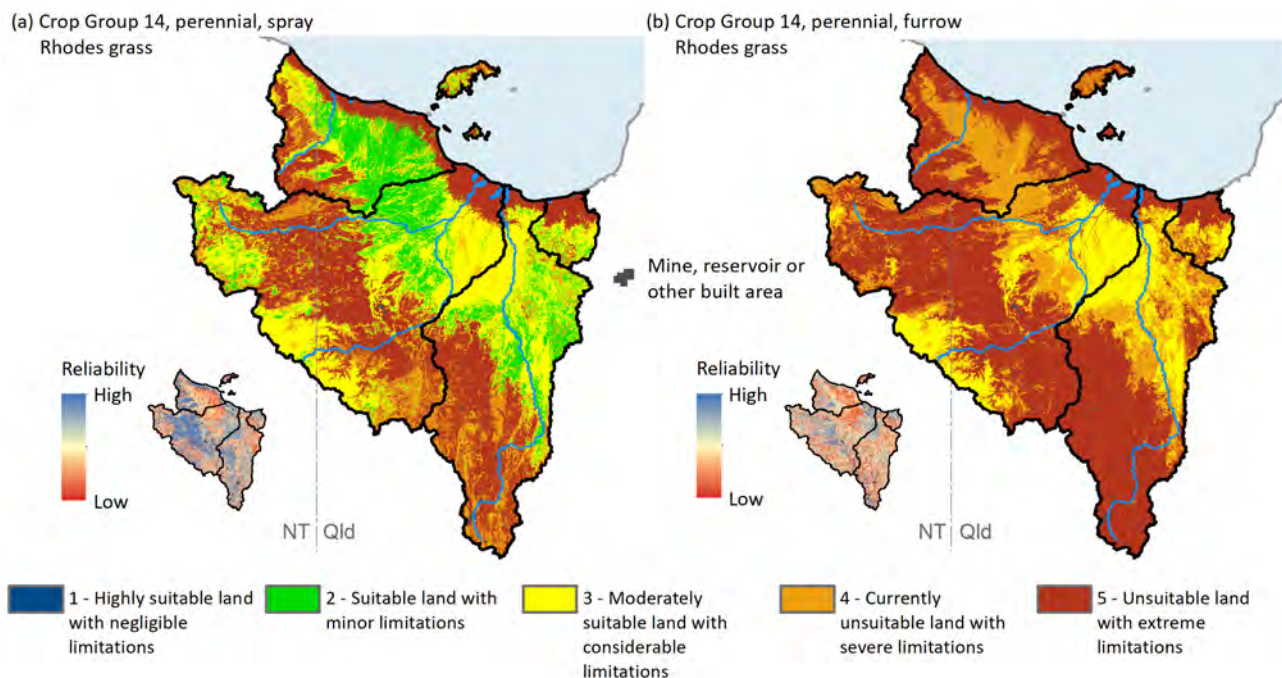 (a) Crop Group 14, perennial, spray
Rhodes grass
(b) Crop Group 14, perennial, furrow
Rhodes grass
Mine, reservoir or
other built area
Reliability
High
Low
NT
Qld
Reliability
High
Low
NT
Qld
1 - Highly suitable land
with negligible
limitations
2 - Suitable land with
minor limitations
3 - Moderately
suitable land with
considerable
limitations
4 - Currently
unsuitable land with
severe limitations
5 - Unsuitable land
with extreme
limitations